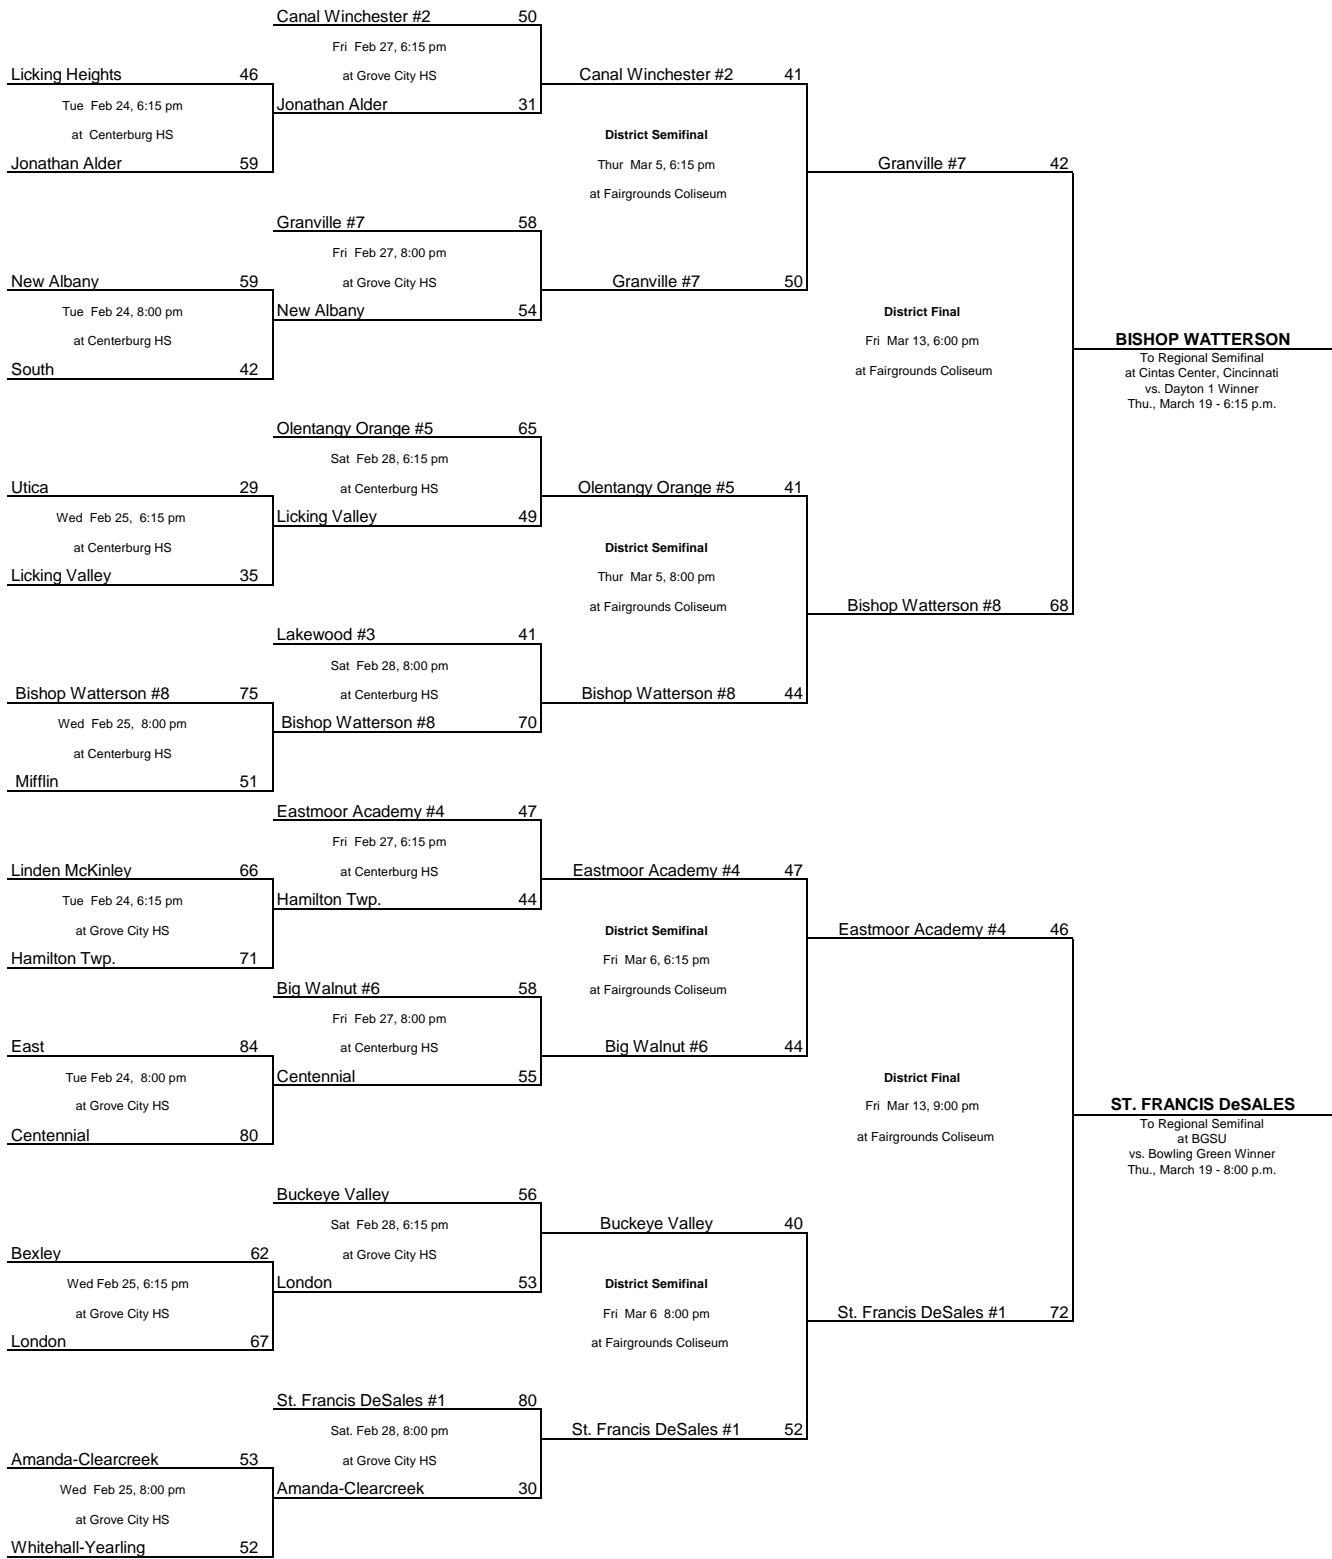 Canal Winchester #2 50
Fri Feb 27, 6:15 pm
Licking Heights 46 at Grove City HS Canal Winchester #2 41
Tue Feb 24, 6:15 pm Jonathan Alder 31
at Centerburg HS District Semifinal
Jonathan Alder 59 Thur Mar 5, 6:15 pm Granville #7 42
at Fairgrounds Coliseum
Granville #7 58
Fri Feb 27, 8:00 pm
New Albany 59 at Grove City HS Granville #7 50
Tue Feb 24, 8:00 pm New Albany 54 District Final
at Centerburg HS Fri Mar 13, 6:00 pm BISHOP WATTERSON
To Regional Semifinal
South 42 at Fairgrounds Coliseum at Cintas Center, Cincinnati
vs. Dayton 1 Winner
Thu., March 19 - 6:15 p.m.
Olentangy Orange #5 65
Sat Feb 28, 6:15 pm
Utica 29 at Centerburg HS Olentangy Orange #5 41
Wed Feb 25, 6:15 pm Licking Valley 49
at Centerburg HS District Semifinal
Licking Valley 35 Thur Mar 5, 8:00 pm
at Fairgrounds Coliseum Bishop Watterson #8 68
Lakewood #3 41
Sat Feb 28, 8:00 pm
Bishop Watterson #8 75 at Centerburg HS Bishop Watterson #8 44
Wed Feb 25, 8:00 pm Bishop Watterson #8 70
at Centerburg HS
Mifflin 51
Eastmoor Academy #4 47
Fri Feb 27, 6:15 pm
Linden McKinley 66 at Centerburg HS Eastmoor Academy #4 47
Tue Feb 24, 6:15 pm Hamilton Twp. 44
at Grove City HS District Semifinal Eastmoor Academy #4 46
Hamilton Twp. 71 Fri Mar 6, 6:15 pm
Big Walnut #6 58 at Fairgrounds Coliseum
Fri Feb 27, 8:00 pm
East 84 at Centerburg HS Big Walnut #6 44
Tue Feb 24, 8:00 pm Centennial 55 District Final
at Grove City HS Fri Mar 13, 9:00 pm ST. FRANCIS DeSALES
To Regional Semifinal
Centennial 80 at Fairgrounds Coliseum at BGSU
vs. Bowling Green Winner
Thu., March 19 - 8:00 p.m.
Buckeye Valley 56
Sat Feb 28, 6:15 pm Buckeye Valley 40
Bexley 62 at Grove City HS
Wed Feb 25, 6:15 pm London 53 District Semifinal
at Grove City HS Fri Mar 6 8:00 pm St. Francis DeSales #1 72
London 67 at Fairgrounds Coliseum
St. Francis DeSales #1 80
Sat. Feb 28, 8:00 pm St. Francis DeSales #1 52
Amanda-Clearcreek 53 at Grove City HS
Wed Feb 25, 8:00 pm Amanda-Clearcreek 30
at Grove City HS
Whitehall-Yearling 52